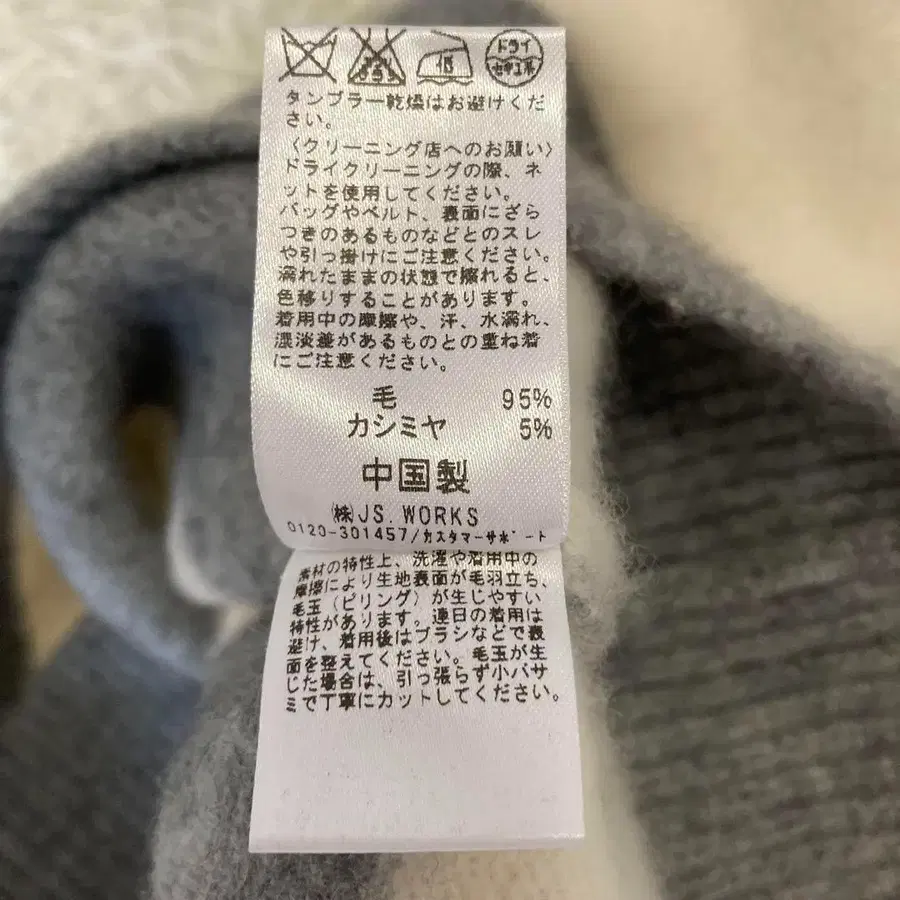 低 ドライ
セキユ系
タンブラー乾燥はお避けくだ
さい。
〈クリーニング店へのお願い〉
ドライクリーニングの際、ネ
ットを使用してください。
バッグやベルト、表面にざら
つきのあるものなどとのスレ
や引っ掛けにご注意ください。
濡れたままの状態で擦れると、
色移りすることがあります。
着用中の摩擦や、汗、水濡れ、
濃淡差があるものとの重ね着
にご注意ください。
毛 95%
カシミヤ 5%
中国製
㈱JS.WORKS
0120-301457/カスタマーサポート
素材の特性上、洗濯や着用中の
摩擦により生地表面が毛羽立ち、
毛玉（ピリング）が生じやすい
特性があります。連日の着用は
避け、着用後はブラシなどで表
面を整えてください。毛玉が生
じた場合は、引っ張らず小バサ
ミで丁寧にカットしてください。